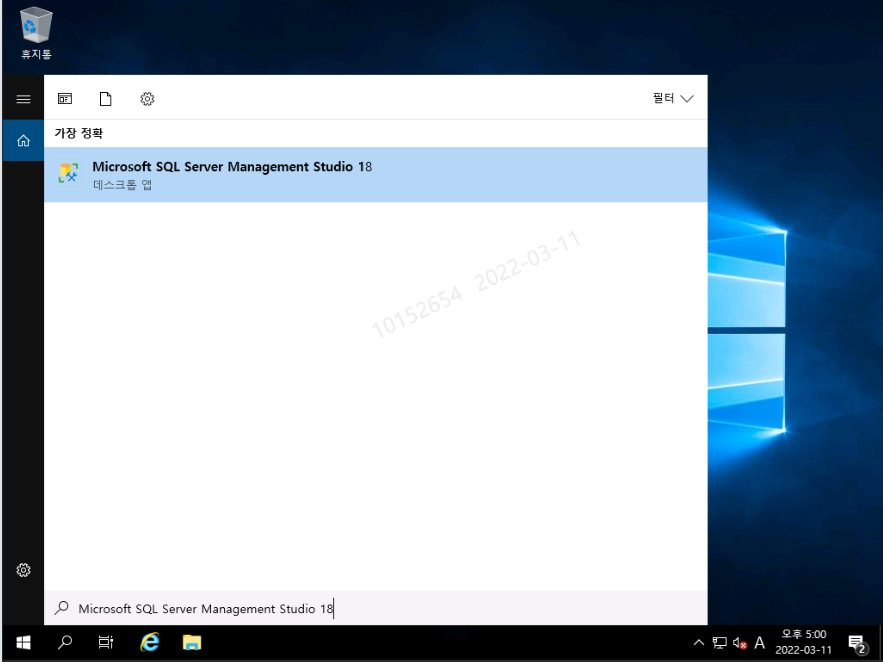 휴지통
필터
가장 정확
Microsoft SQL Server Management Studio 18
데스크톱 앱
10152654 2022-03-11
Microsoft SQL Server Management Studio 18
A
오후 5:00
2022-03-11
2